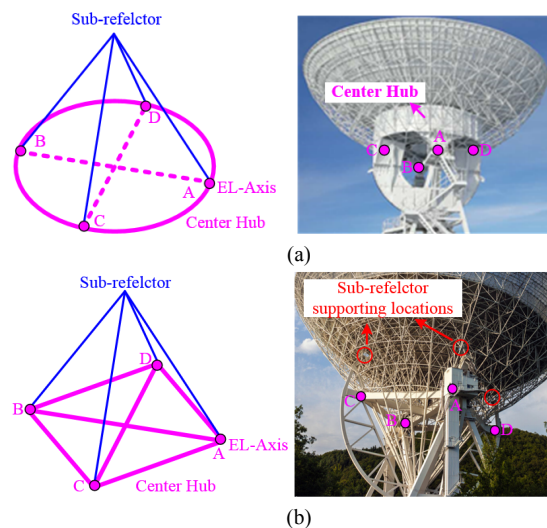 Sub-refelctor
B
D
A
EL-Axis
C
Center Hub
Center Hub
A
C
D
B
(a)
Sub-refelctor
D
B
A
EL-Axis
C
Center Hub
Sub-refelctor
supporting locations
C
A
B
D
(b)